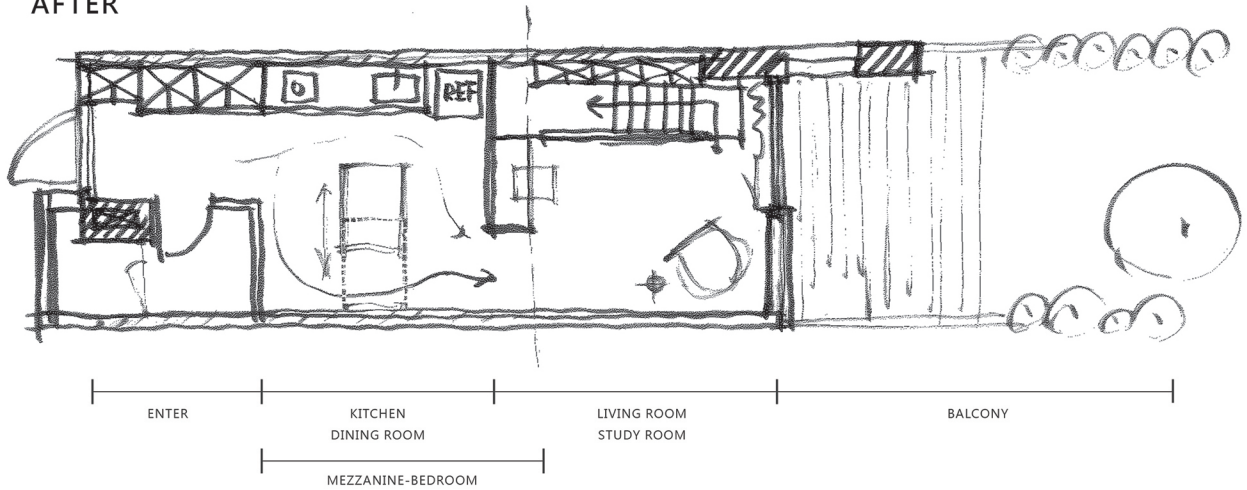 AFTER
REF
ENTER
KITCHEN
DINING ROOM
LIVING ROOM
STUDY ROOM
BALCONY
MEZZANINE-BEDROOM